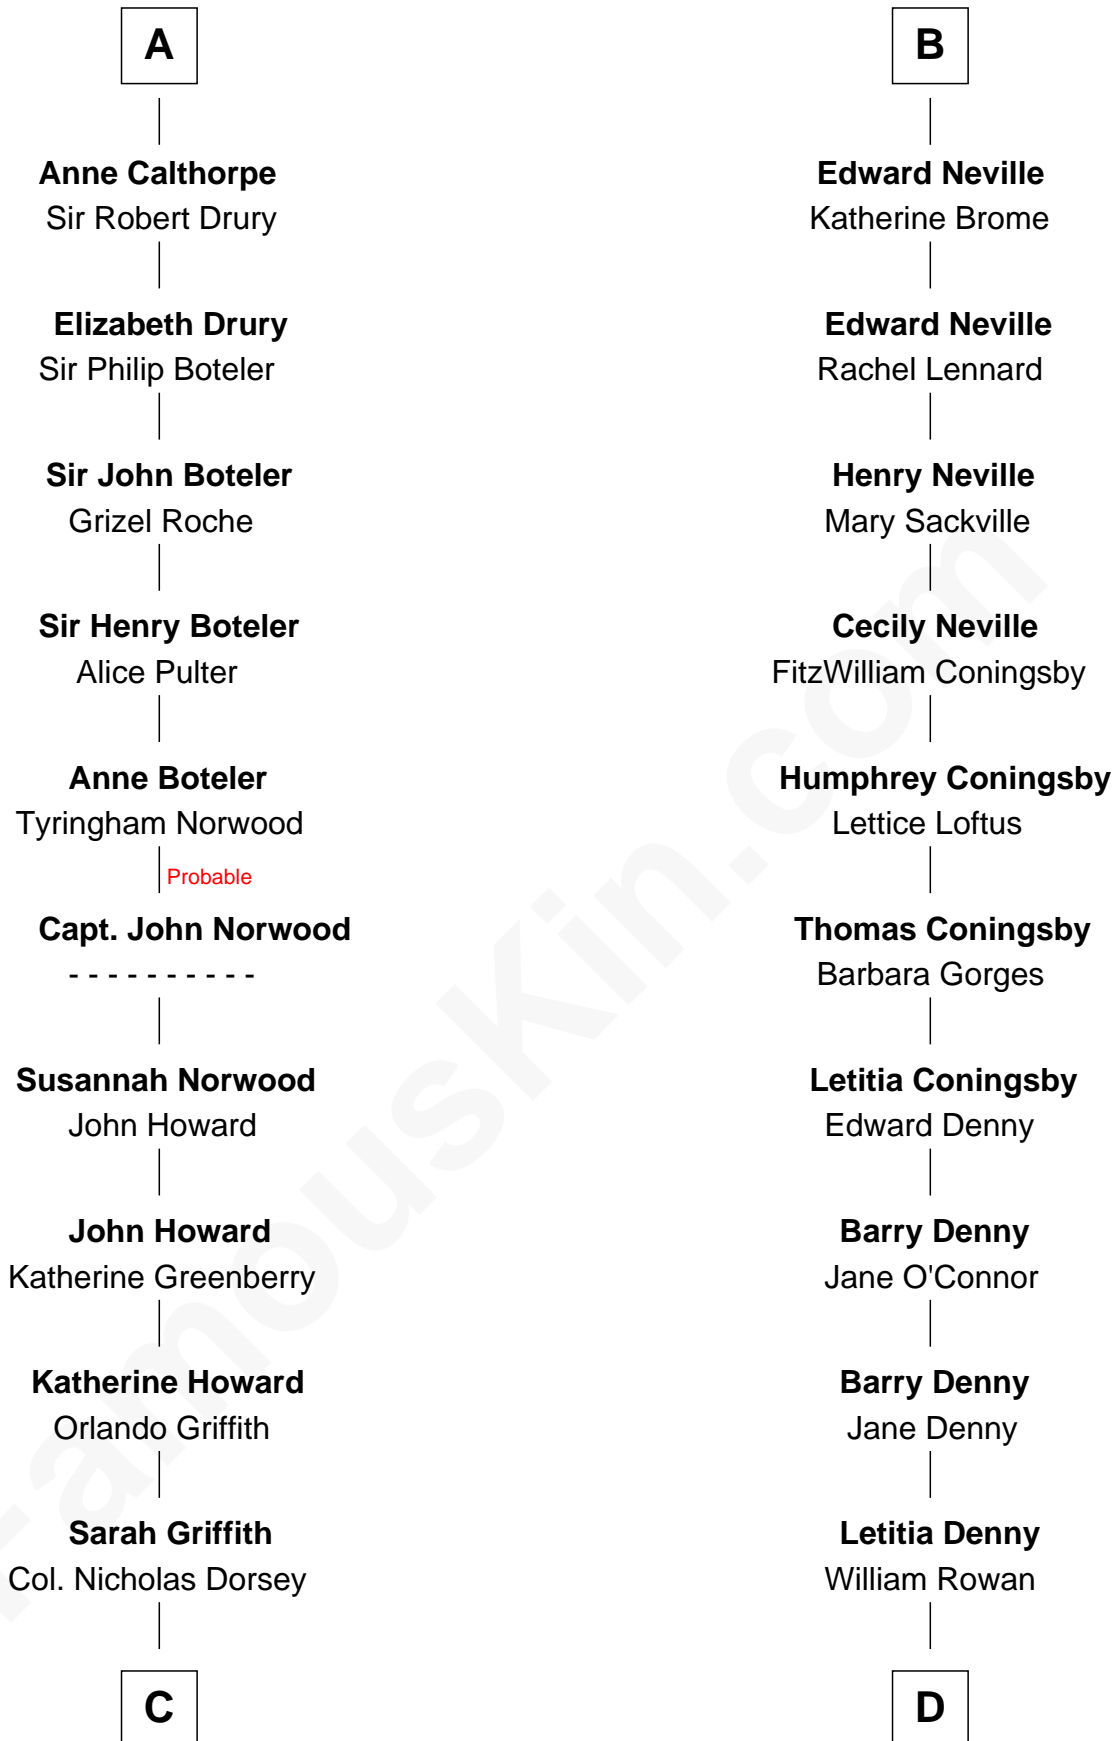 A
Anne Calthorpe
Sir Robert Drury
Elizabeth Drury
Sir Philip Boteler
Sir John Boteler
Grizel Roche
Sir Henry Boteler
Alice Pulter
Anne Boteler
Tyringham Norwood
Probable
Capt. John Norwood
- - - - - - - - - -
Susannah Norwood
John Howard
John Howard
Katherine Greenberry
Katherine Howard
Orlando Griffith
Sarah Griffith
Col. Nicholas Dorsey
C
B
Edward Neville
Katherine Brome
Edward Neville
Rachel Lennard
Henry Neville
Mary Sackville
Cecily Neville
FitzWilliam Coningsby
Humphrey Coningsby
Lettice Loftus
Thomas Coningsby
Barbara Gorges
Letitia Coningsby
Edward Denny
Barry Denny
Jane O'Connor
Barry Denny
Jane Denny
Letitia Denny
William Rowan
D
FamousKin.com